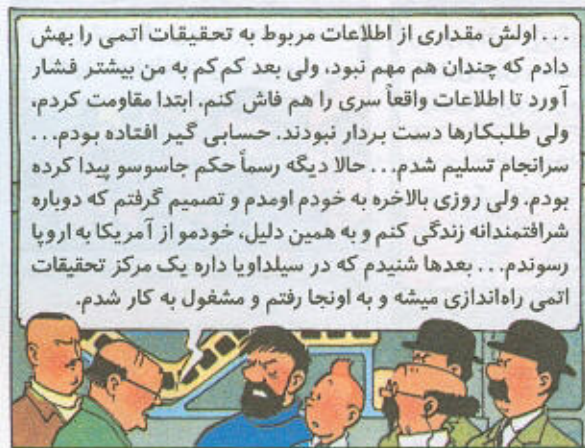 ... اولش مقداری از اطلاعات مربوط به تحقیقات اتمی را بهش
دادم که چندان هم مهم نبود، ولی بعد کم کم به من بیشتر فشار
آورد تا اطلاعات واقعاً سری را هم فاش کنم. ابتدا مقاومت کردم،
ولی طلبکارها دست بردار نبودند. حسابی گیر افتاده بودم...
سرانجام تسلیم شدم... حالا دیگه رسماً حکم جاسوسو پیدا کرده
بودم. ولی روزی بالاخره به خودم اومدم و تصمیم گرفتم که دوباره
شرافتمندانه زندگی کنم و به همین دلیل، خودمو از آمریکا به اروپا
رسوندم... بعدها شنیدم که در سیلداویا داره یک مرکز تحقیقات
اتمی راه‌اندازی میشه و به اونجا رفتم و مشغول به کار شدم.